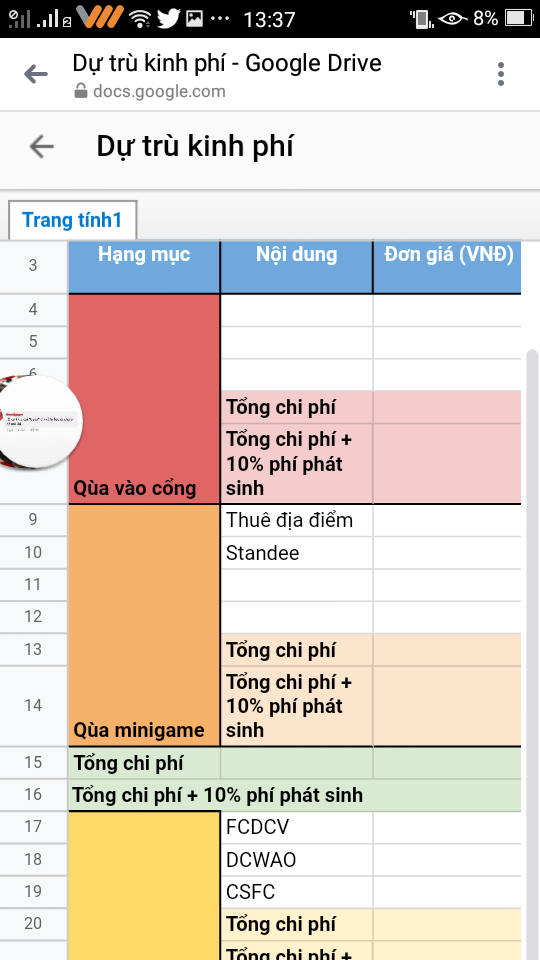 13:37
8%
Dự trù kinh phí - Google Drive
docs.google.com
Dự trù kinh phí
Trang tính1
3 Hạng mục Nội dung Đơn giá (VNĐ)
4
5
6
Tổng chi phí
Tổng chi phí +
10% phí phát
Qùa vào cổng sinh
9 Thuê địa điểm
10 Standee
11
12
13 Tổng chi phí
Tổng chi phí +
14 10% phí phát
Qùa minigame sinh
15 Tổng chi phí
16 Tổng chi phí + 10% phí phát sinh
17 FCDCV
18 DCWAO
19 CSFC
20 Tổng chi phí
Tổng chi phí +